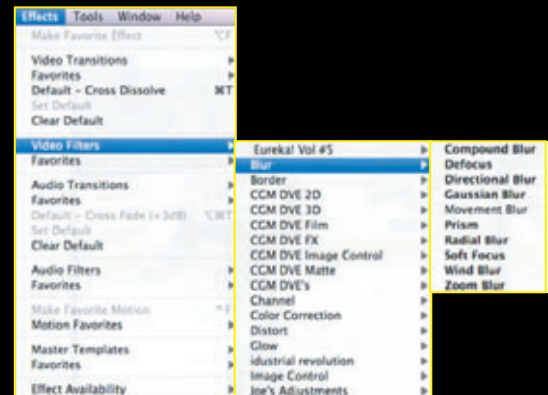 Effects Tools Window Help
Make Favorite Effect ⌥F
Video Transitions
Favorites
Default – Cross Dissolve ⌘T
Set Default
Clear Default
Video Filters
Favorites
Audio Transitions
Favorites
Default – Cross Fade (+3dB) ⌥⌘T
Set Default
Clear Default
Audio Filters
Favorites
Make Favorite Motion ^F
Motion Favorites
Master Templates
Favorites
Effect Availability
Eureka! Vol #5
Blur
Border
CGM DVE 2D
CGM DVE 3D
CGM DVE Film
CGM DVE FX
CGM DVE Image Control
CGM DVE Matte
CGM DVE's
Channel
Color Correction
Distort
Glow
idustrial revolution
Image Control
Joe's Adjustments
Compound Blur
Defocus
Directional Blur
Gaussian Blur
Movement Blur
Prism
Radial Blur
Soft Focus
Wind Blur
Zoom Blur